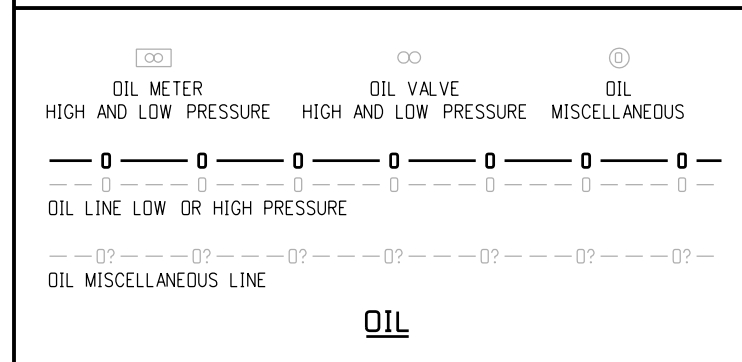 OIL METER
HIGH AND LOW PRESSURE
OIL VALVE
HIGH AND LOW PRESSURE
O
OIL
MISCELLANEOUS
O O O O O O O
O O O O O O O
OIL LINE LOW OR HIGH PRESSURE
O? O? O? O? O? O? O?
OIL MISCELLANEOUS LINE
OIL